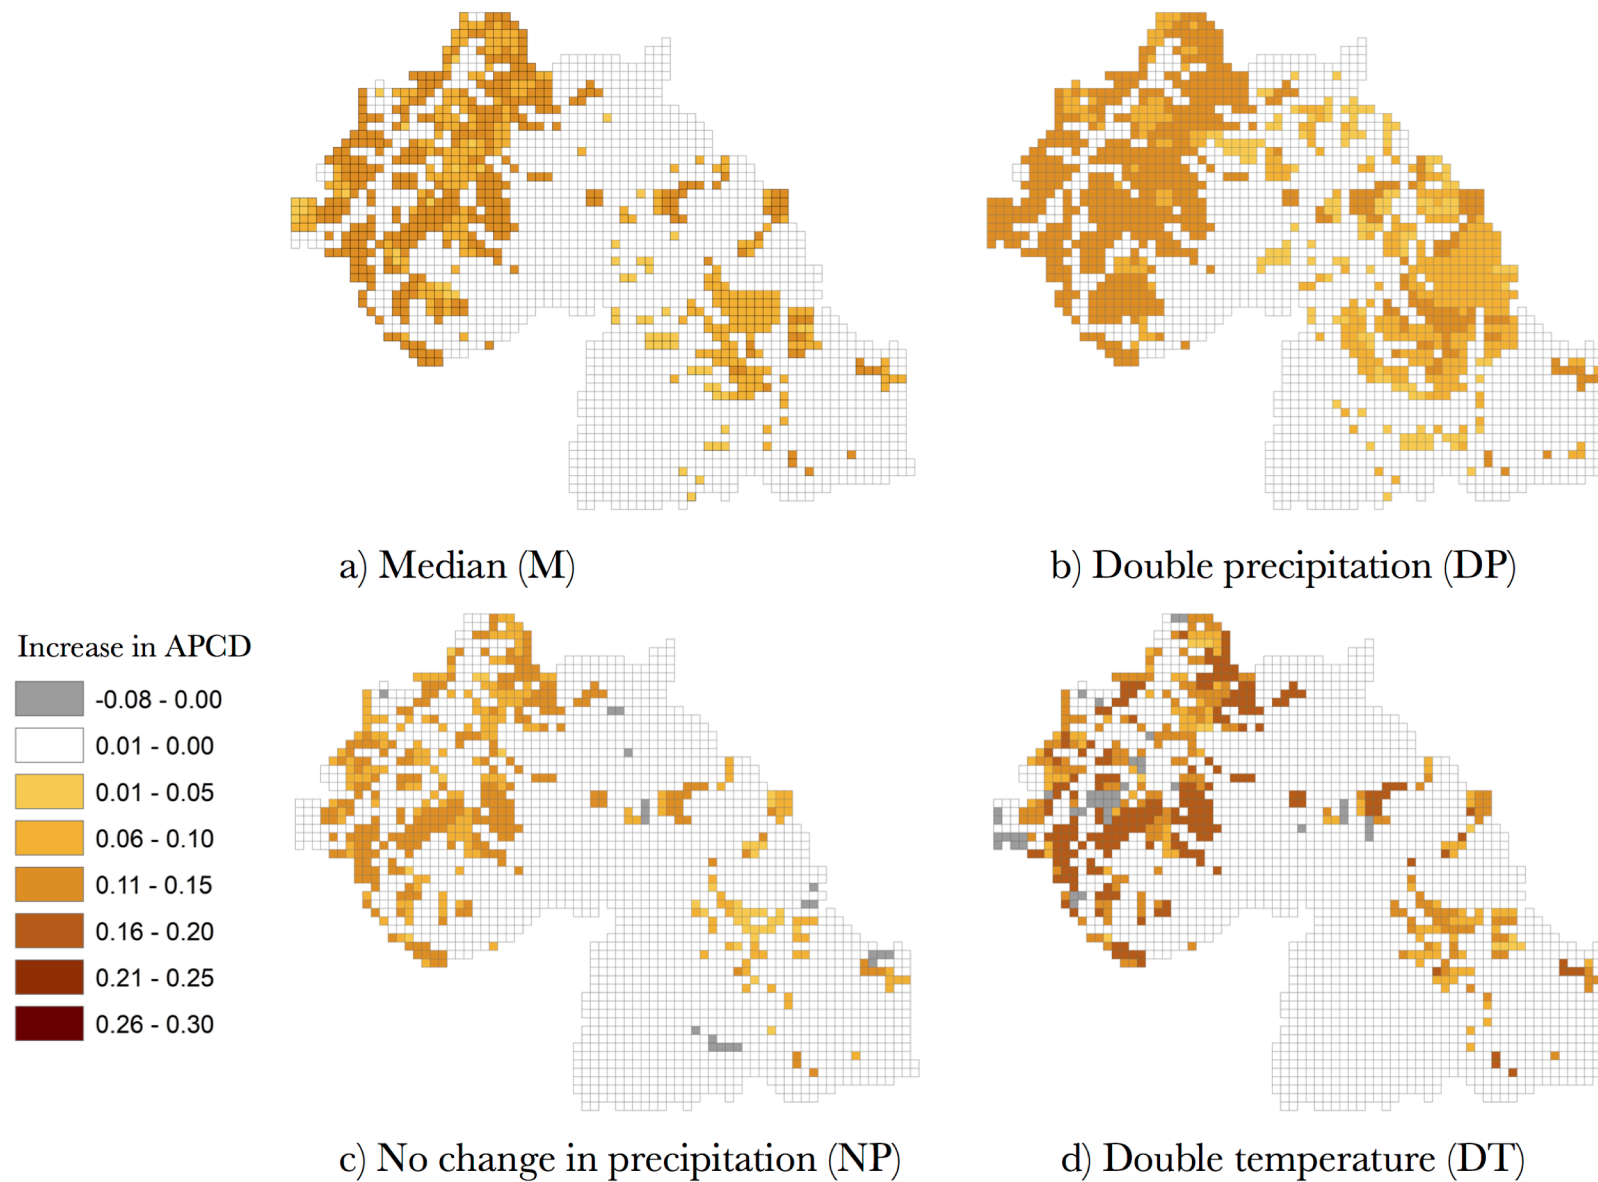 a) Median (M)
b) Double precipitation (DP)
Increase in APCD
-0.08 - 0.00
0.01 - 0.00
0.01 - 0.05
0.06 - 0.10
0.11 - 0.15
0.16 - 0.20
0.21 - 0.25
0.26 - 0.30
c) No change in precipitation (NP)
d) Double temperature (DT)